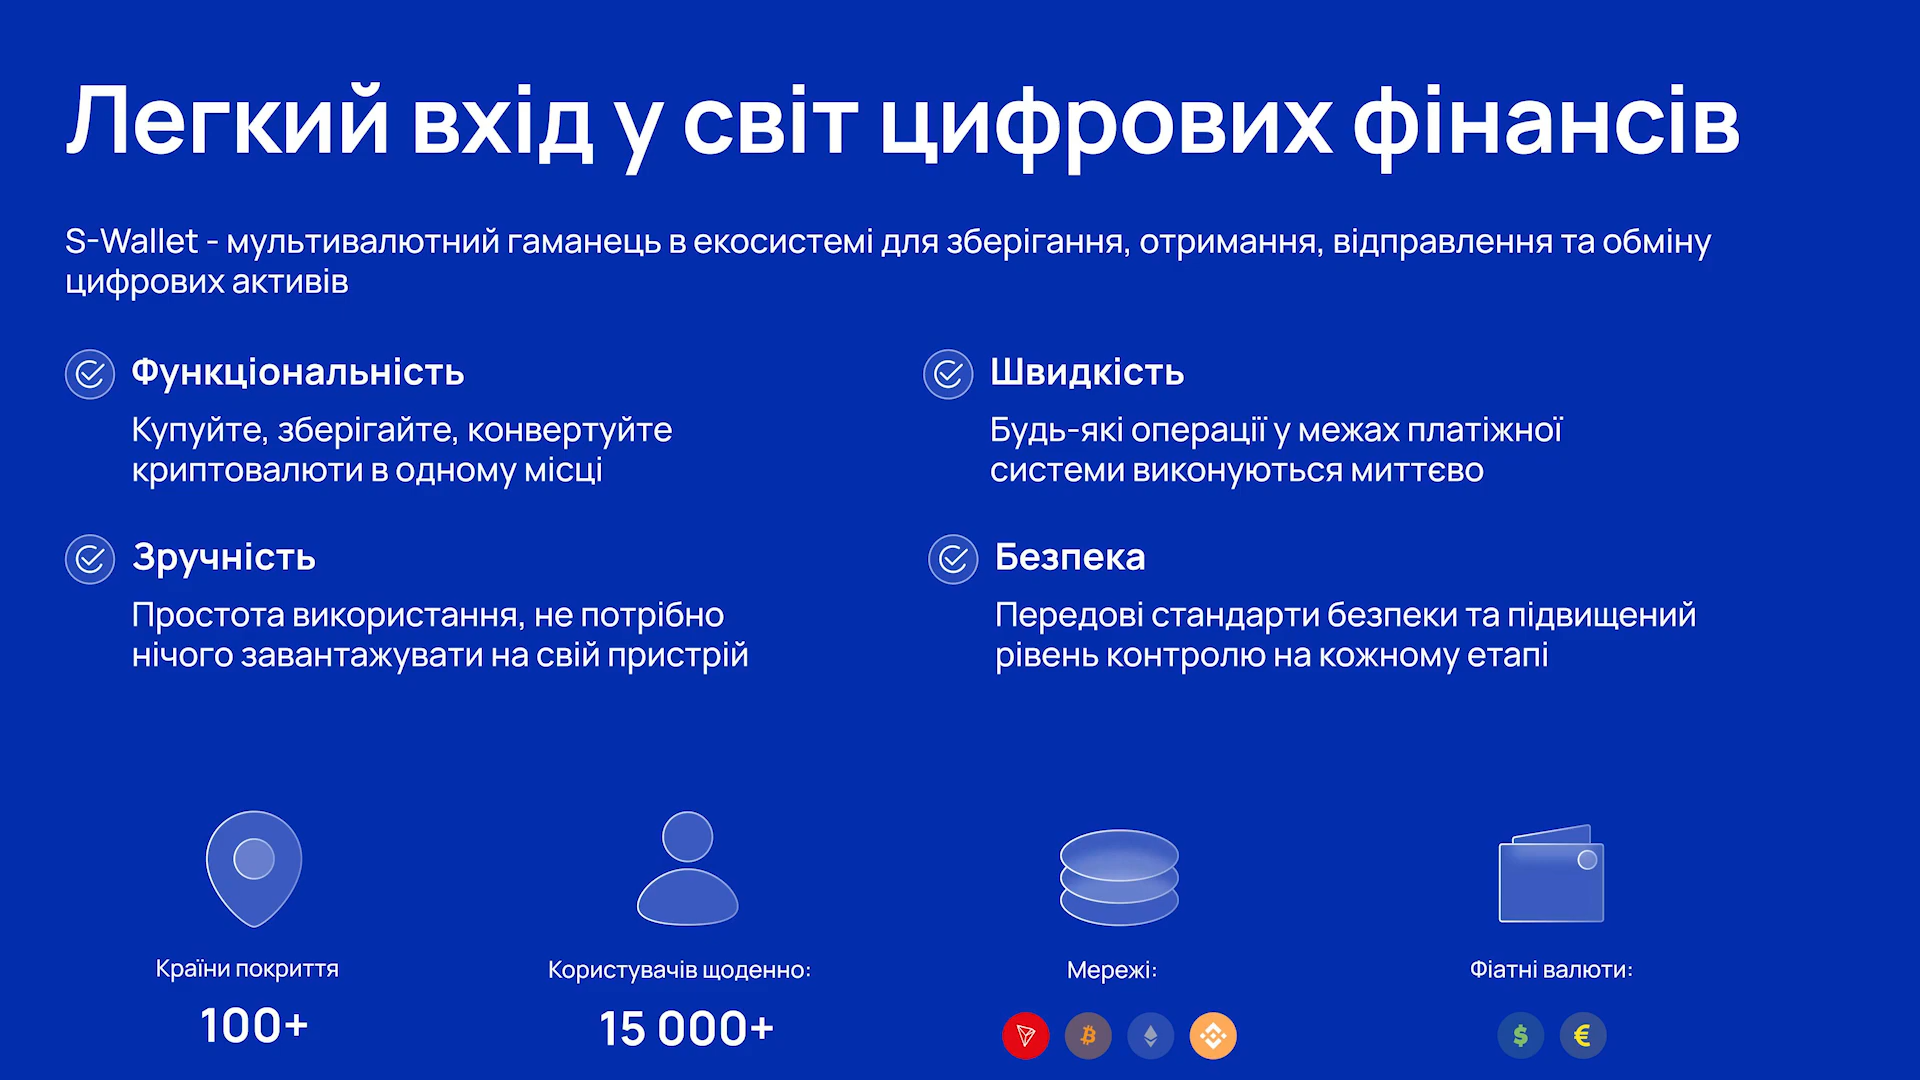 Легкий вхід у світ цифрових фінансів
S-Wallet - мультивалютний гаманець в екосистемі для зберігання, отримання, відправлення та обміну
цифрових активів
Функціональність
Купуйте, зберігайте, конвертуйте
криптовалюти в одному місці
Швидкість
Будь-які операції у межах платіжної
системи виконуються миттєво
Зручність
Простота використання, не потрібно
нічого завантажувати на свій пристрій
Безпека
Передові стандарти безпеки та підвищений
рівень контролю на кожному етапі
Країни покриття
100+
Користувачів щоденно:
15 000+
Мережі:
Фіатні валюти:
$ €